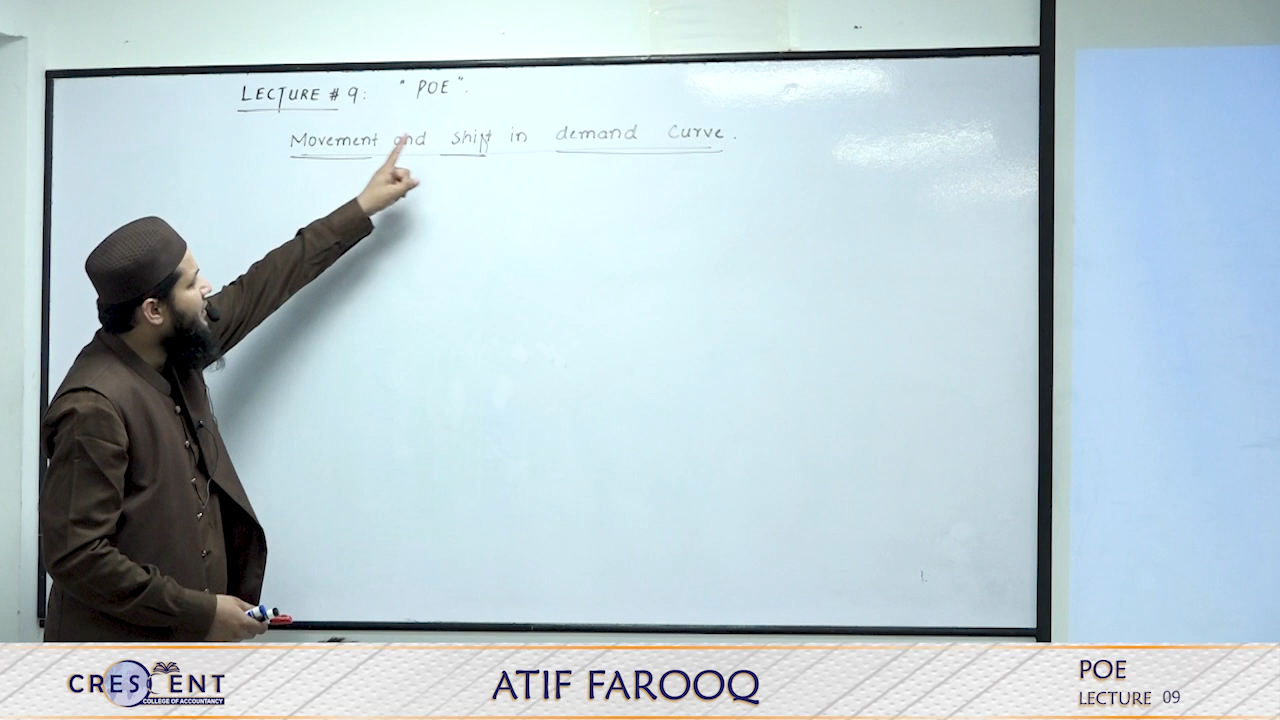 LECTURE # 9: "POE".
Movement and shift in demand curve.
CRESCENT
COLLEGE OF ACCOUNTANCY
ATIF FAROOQ
POE
LECTURE 09